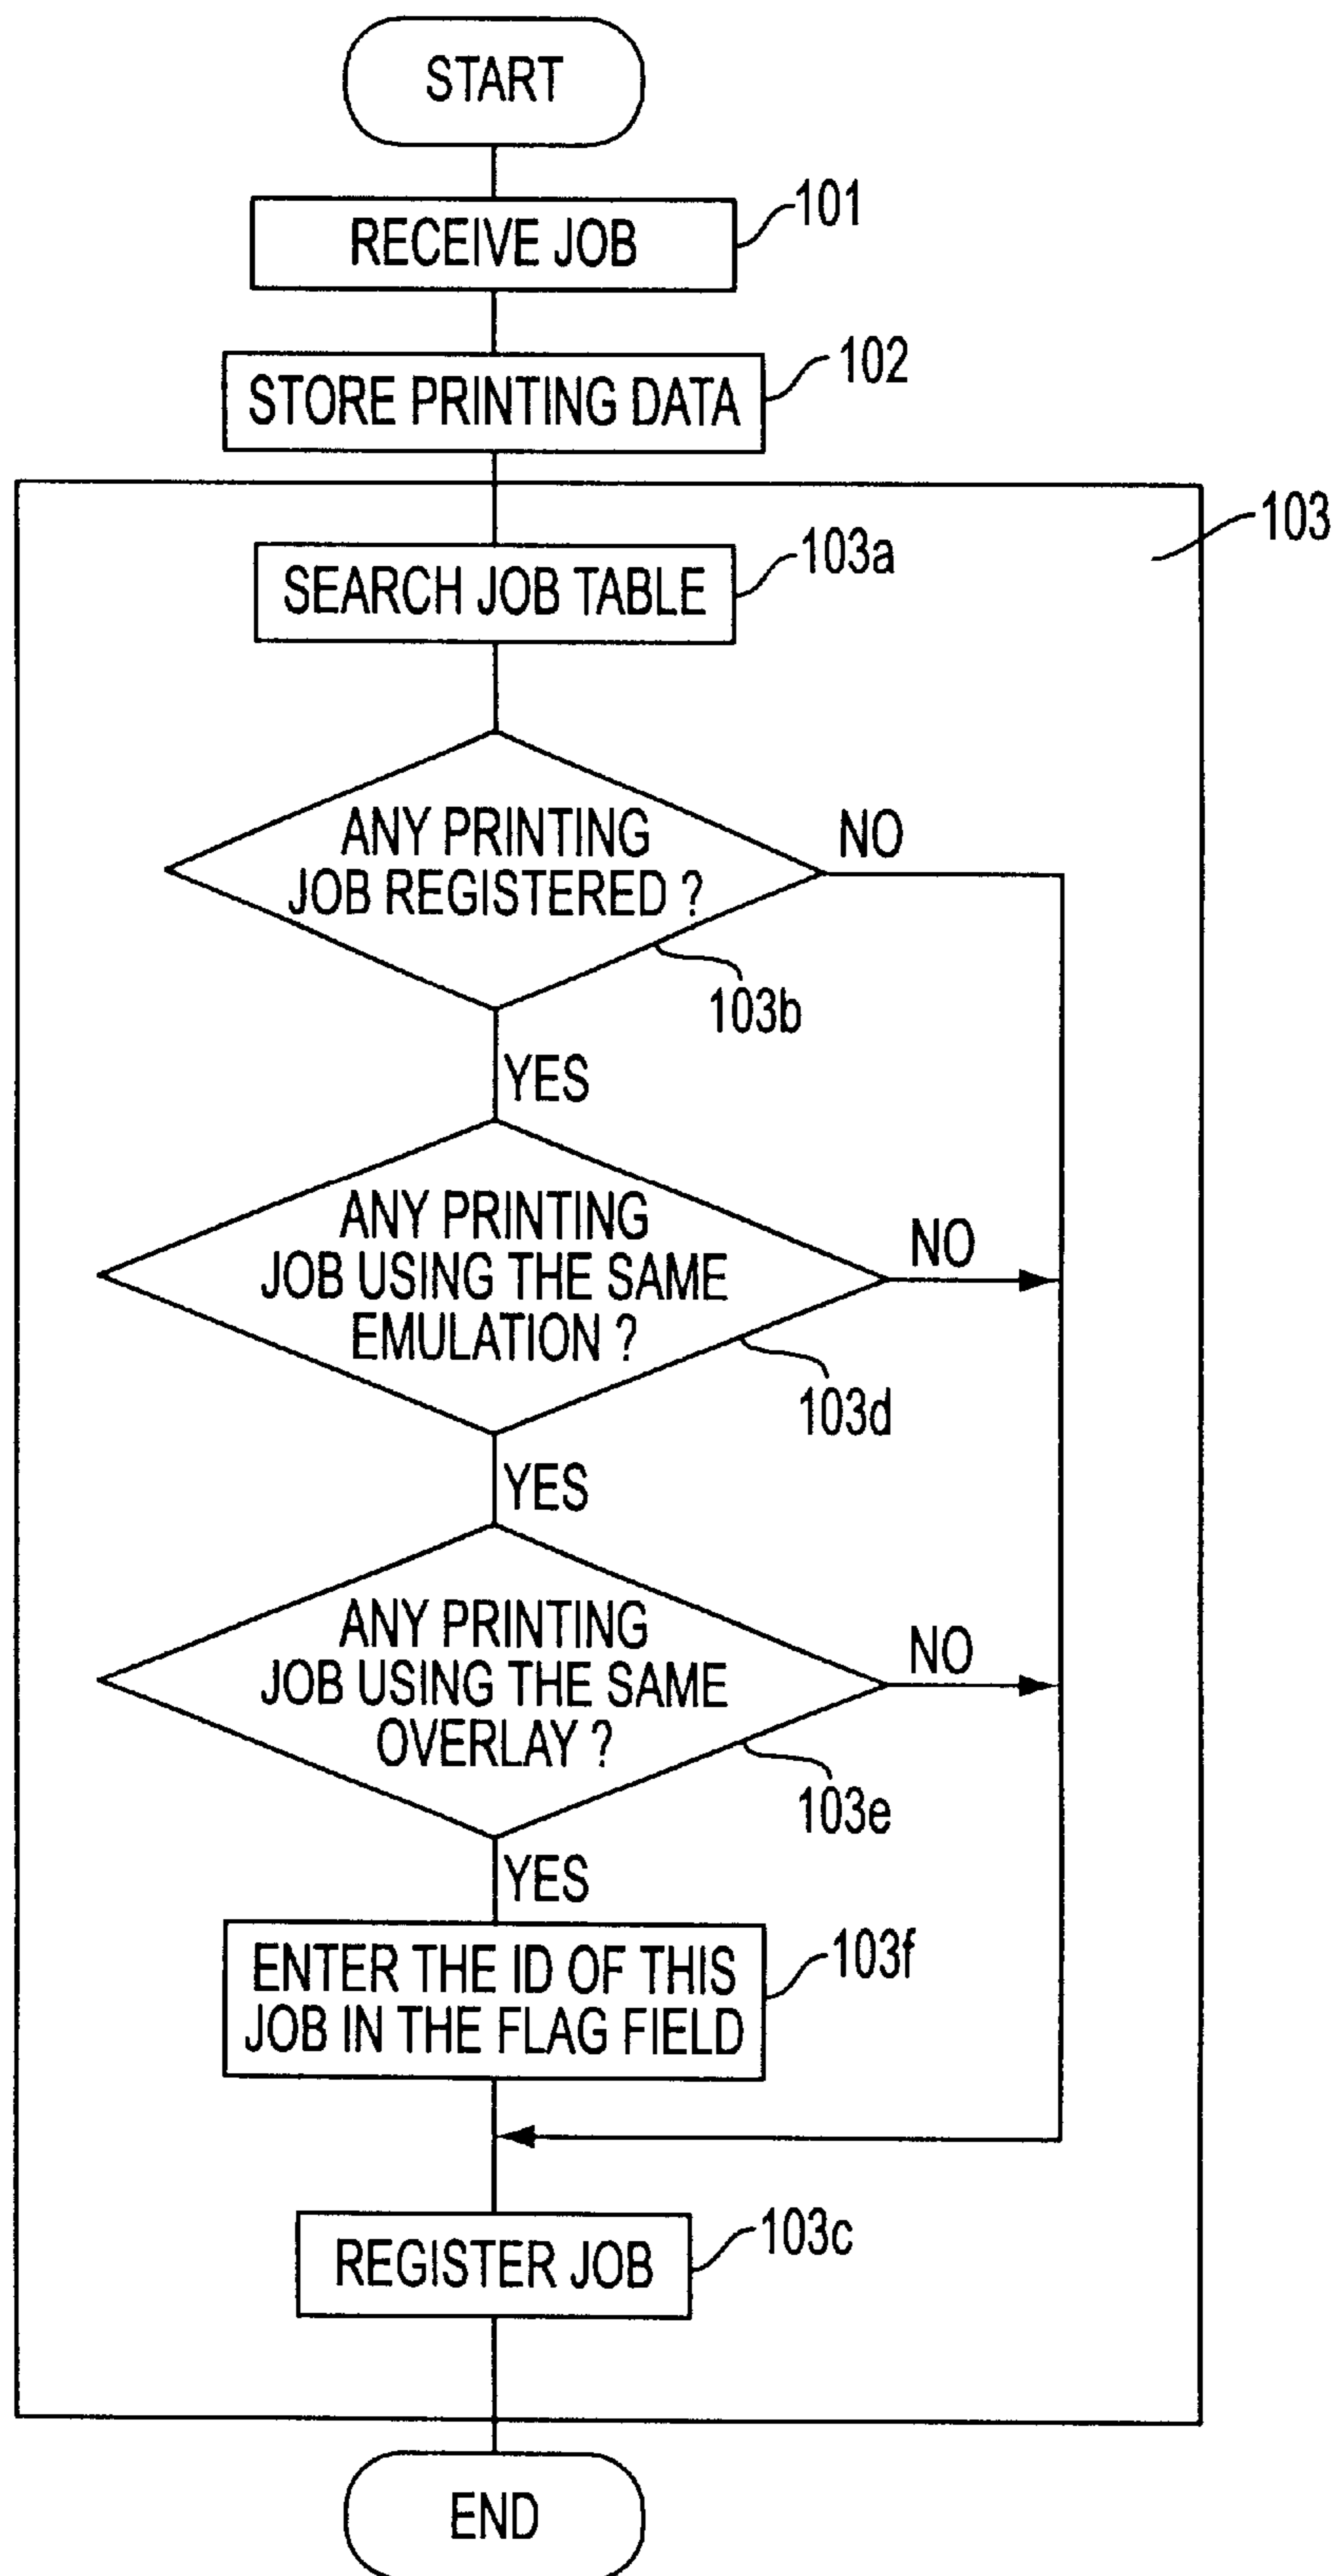 START
RECEIVE JOB
101
STORE PRINTING DATA
102
103
SEARCH JOB TABLE
103a
ANY PRINTING
JOB REGISTERED ?
NO
103b
YES
ANY PRINTING
JOB USING THE SAME
EMULATION ?
NO
103d
YES
ANY PRINTING
JOB USING THE SAME
OVERLAY ?
NO
103e
YES
ENTER THE ID OF THIS
JOB IN THE FLAG FIELD
103f
REGISTER JOB
103c
END